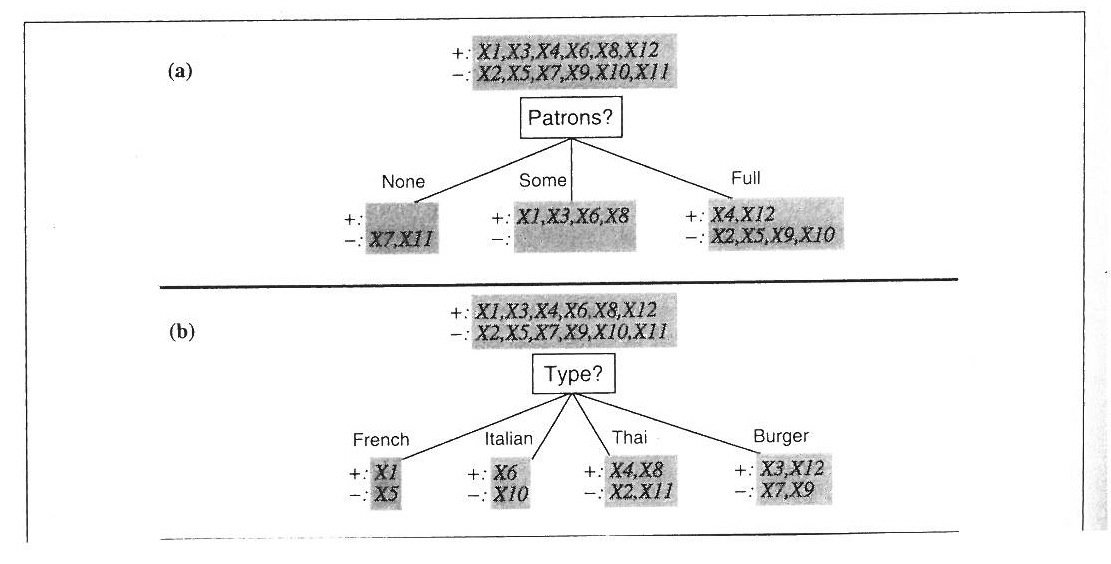 (a)
+: X1,X3,X4,X6,X8,X12
−: X2,X5,X7,X9,X10,X11
Patrons?
None Some Full
+: +: X1,X3,X6,X8 +: X4,X12
−: X7,X11 −: −: X2,X5,X9,X10
(b)
+: X1,X3,X4,X6,X8,X12
−: X2,X5,X7,X9,X10,X11
Type?
French Italian Thai Burger
+: X1 +: X6 +: X4,X8 +: X3,X12
−: X5 −: X10 −: X2,X11 −: X7,X9